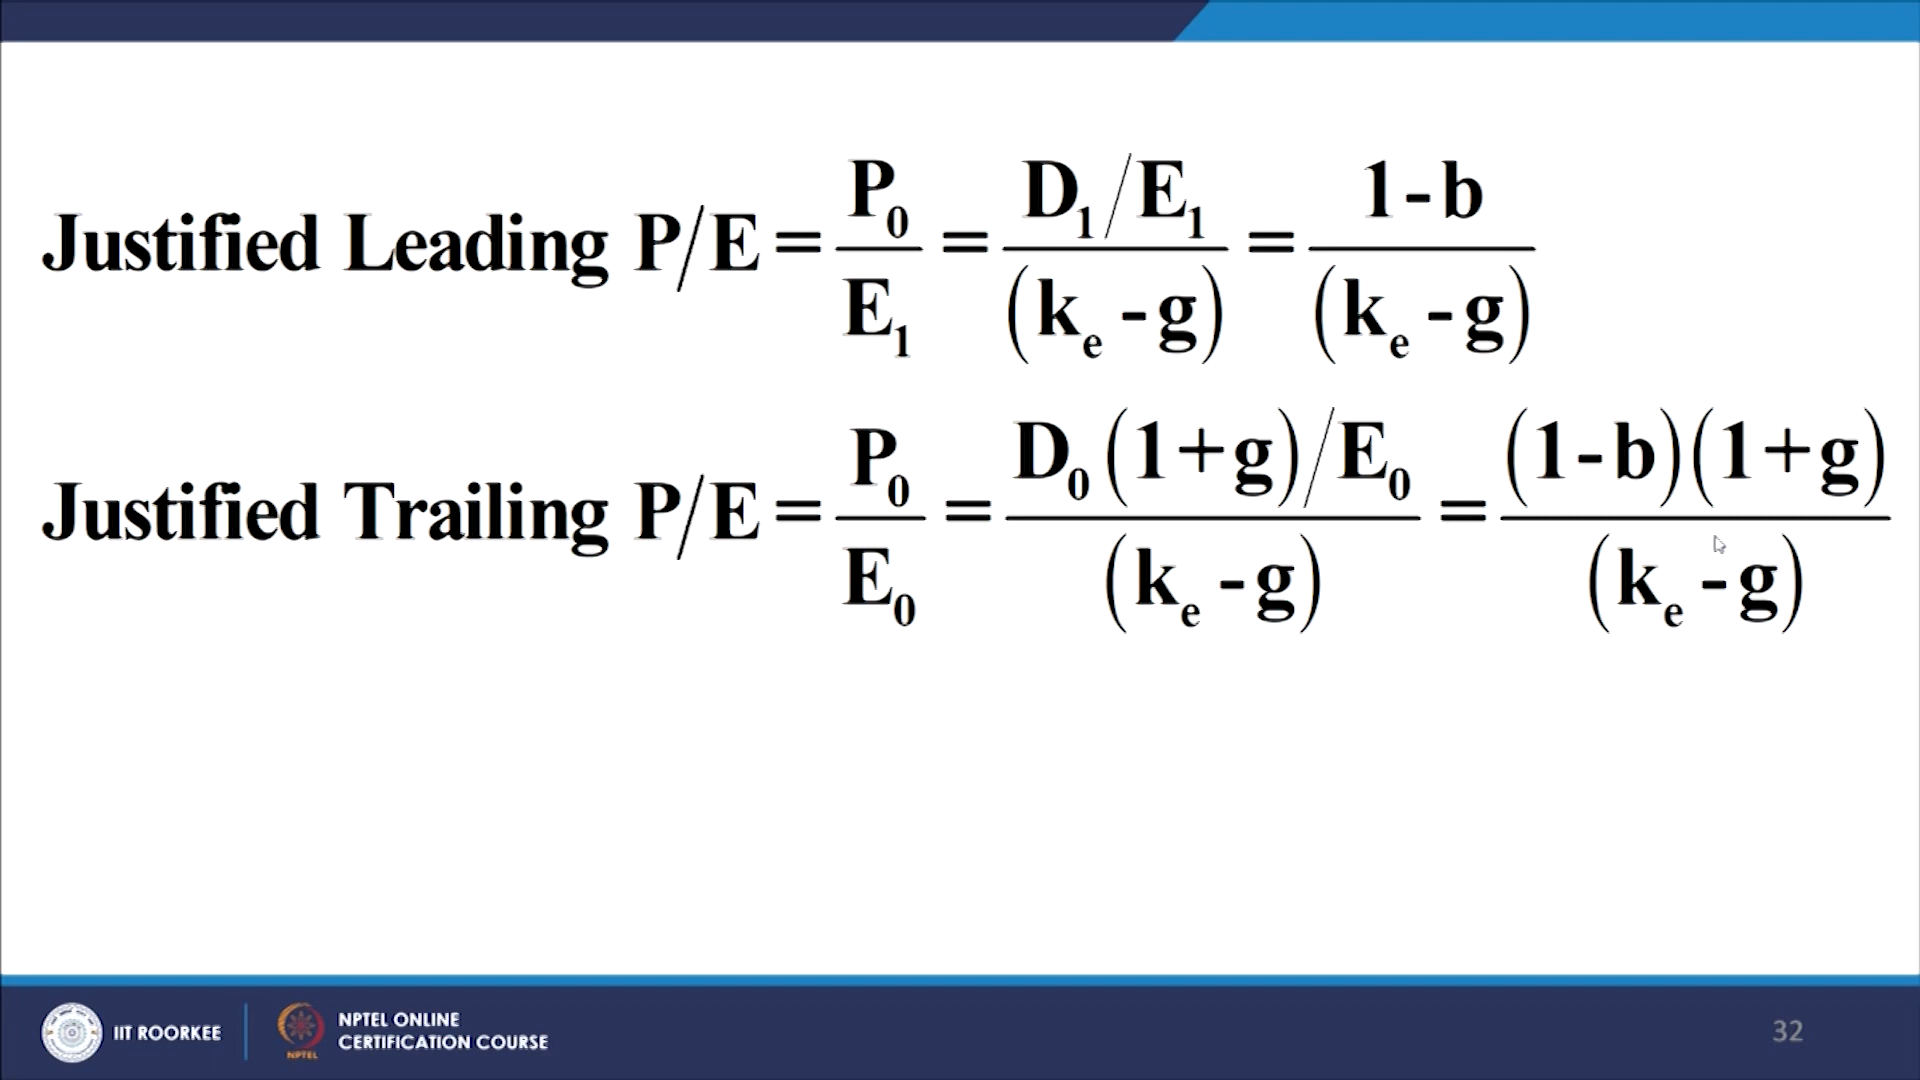 Justified Leading P/E = P₀/E₁ = (D₁/E₁)/(kₑ - g) = (1 - b)/(kₑ - g)
Justified Trailing P/E = P₀/E₀ = (D₀(1+g)/E₀)/(kₑ - g) = (1 - b)(1+g)/(kₑ - g)
IIT ROORKEE
NPTEL
NPTEL ONLINE
CERTIFICATION COURSE
32